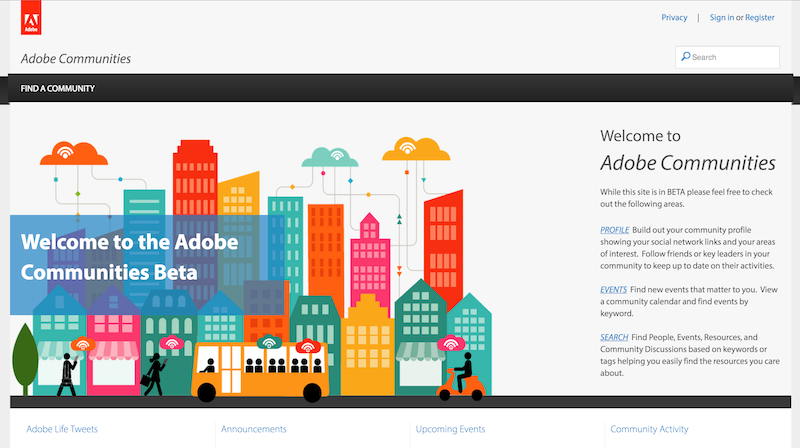 Adobe
Privacy | Sign in or Register
Adobe Communities
Search
FIND A COMMUNITY
Welcome to the Adobe
Communities Beta
Welcome to
Adobe Communities
While this site is in BETA please feel free to check
out the following areas.
PROFILE Build out your community profile
showing your social network links and your areas
of interest. Follow friends or key leaders in your
community to keep up to date on their activities.
EVENTS Find new events that matter to you. View
a community calendar and find events by
keyword.
SEARCH Find People, Events, Resources, and
Community Discussions based on keywords or
tags helping you easily find the resources you care
about.
Adobe Life Tweets
Announcements
Upcoming Events
Community Activity